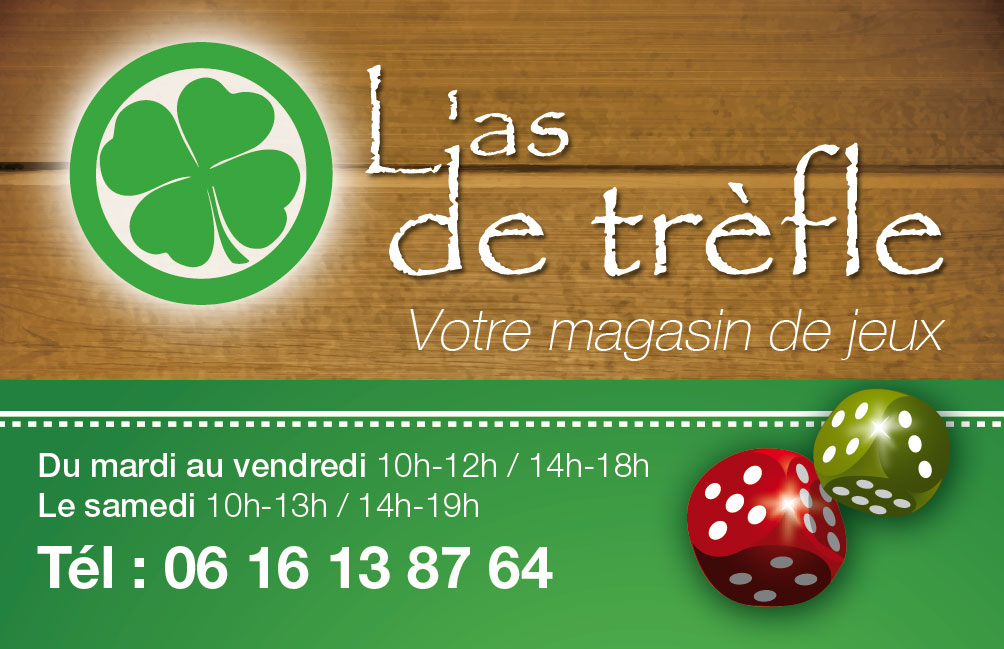 L'as
de trèfle
Votre magasin de jeux
Du mardi au vendredi 10h-12h / 14h-18h
Le samedi 10h-13h / 14h-19h
Tél : 06 16 13 87 64